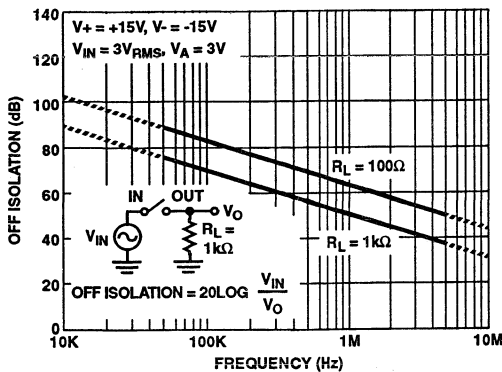 140
120
100
80
60
40
20
0
OFF ISOLATION (dB)
V+ = +15V, V- = -15V
VIN = 3VRMS, VA = 3V
RL = 100Ω
RL = 1kΩ
IN OUT
VO
VIN
RL =
1kΩ
OFF ISOLATION = 20LOG VIN
VO
10K 100K 1M 10M
FREQUENCY (Hz)